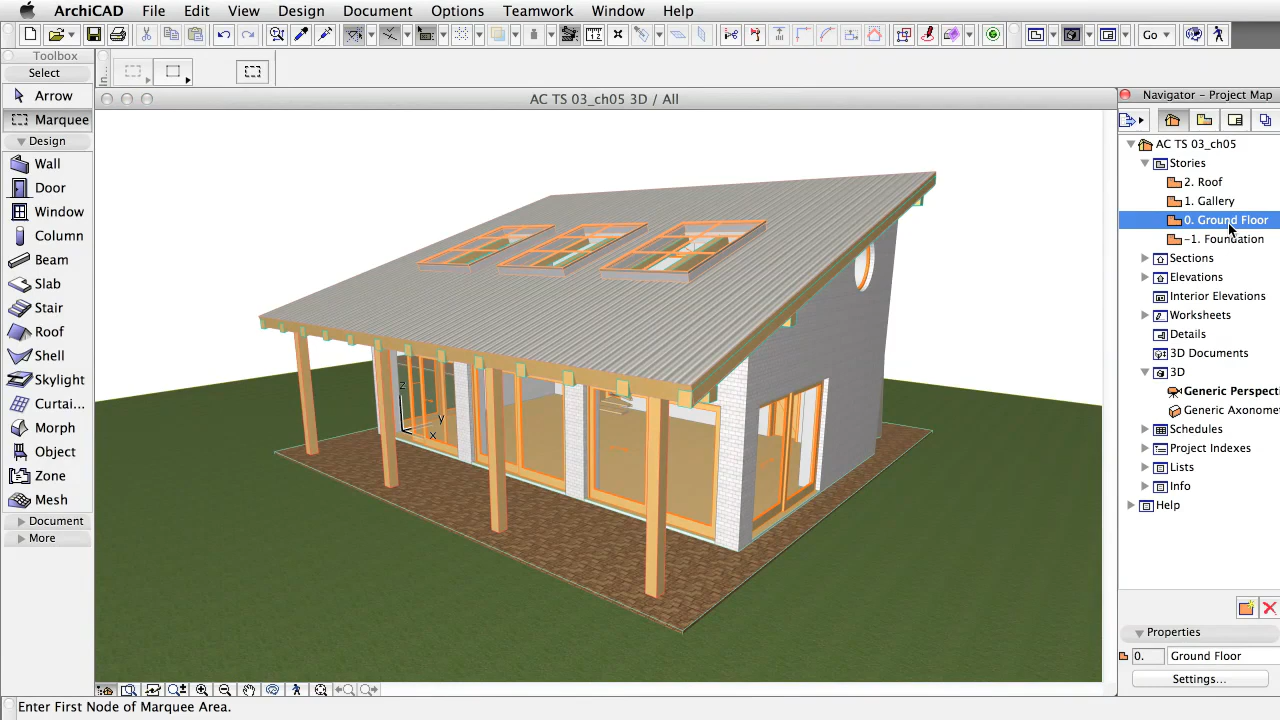 ArchiCAD File Edit View Design Document Options Teamwork Window Help
Go
Toolbox
Select
Arrow
Marquee
Design
Wall
Door
Window
Column
Beam
Slab
Stair
Roof
Shell
Skylight
Curtai...
Morph
Object
Zone
Mesh
Document
More
AC TS 03_ch05 3D / All
z
y
x
Navigator - Project Map
AC TS 03_ch05
Stories
2. Roof
1. Gallery
0. Ground Floor
-1. Foundation
Sections
Elevations
Interior Elevations
Worksheets
Details
3D Documents
3D
Generic Perspect
Generic Axonome
Schedules
Project Indexes
Lists
Info
Help
Properties
0. Ground Floor
Settings...
Enter First Node of Marquee Area.